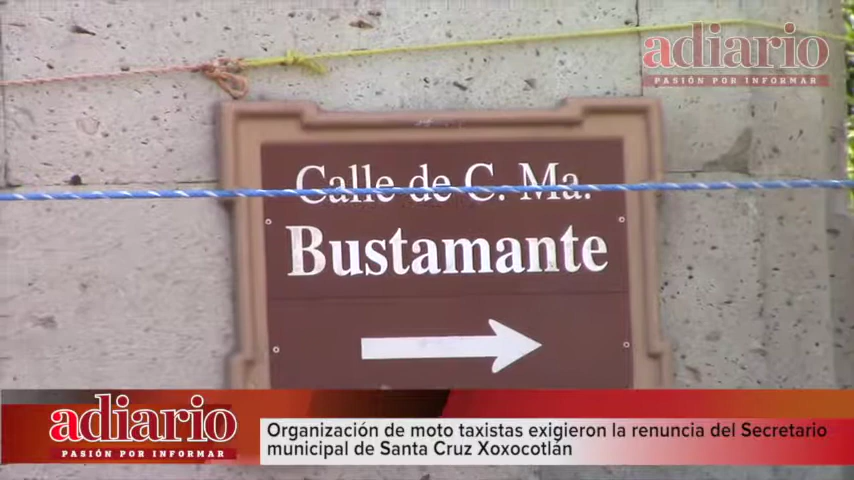 adiario
PASIÓN POR INFORMAR
Calle de C. Ma.
Bustamante
adiario
PASIÓN POR INFORMAR
Organización de moto taxistas exigieron la renuncia del Secretario
municipal de Santa Cruz Xoxocotlán